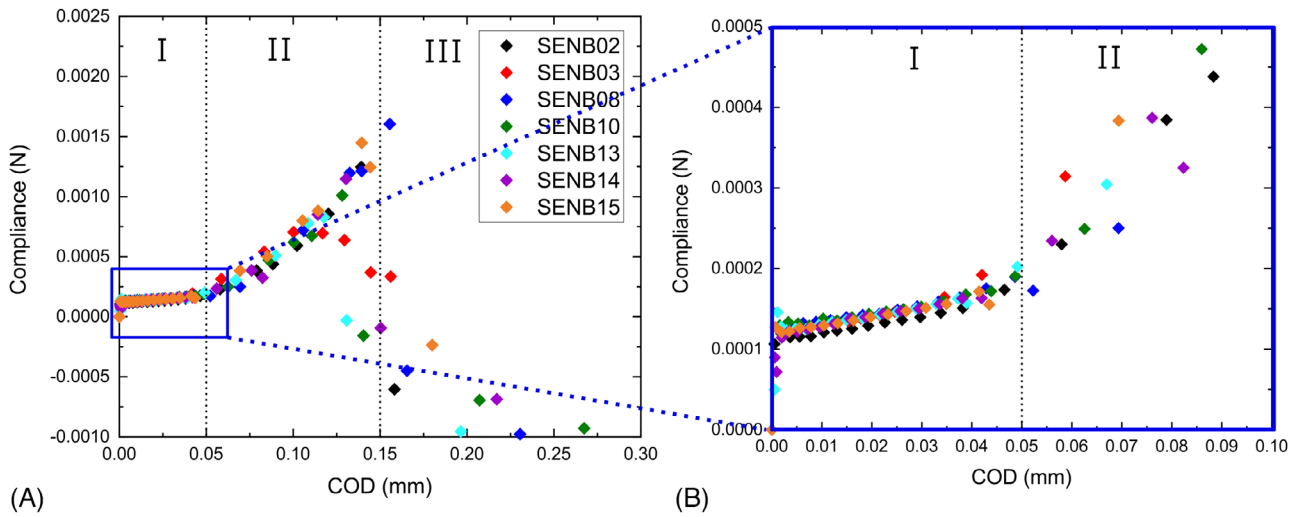 0.0025
0.0020
0.0015
0.0010
0.0005
0.0000
-0.0005
-0.0010
Compliance (N)
I
II
III
SENB02
SENB03
SENB08
SENB10
SENB13
SENB14
SENB15
0.00
0.05
0.10
0.15
0.20
0.25
0.30
COD (mm)
(A)
0.0005
0.0004
0.0003
0.0002
0.0001
0.0000
Compliance (N)
I
II
0.00
0.01
0.02
0.03
0.04
0.05
0.06
0.07
0.08
0.09
0.10
COD (mm)
(B)